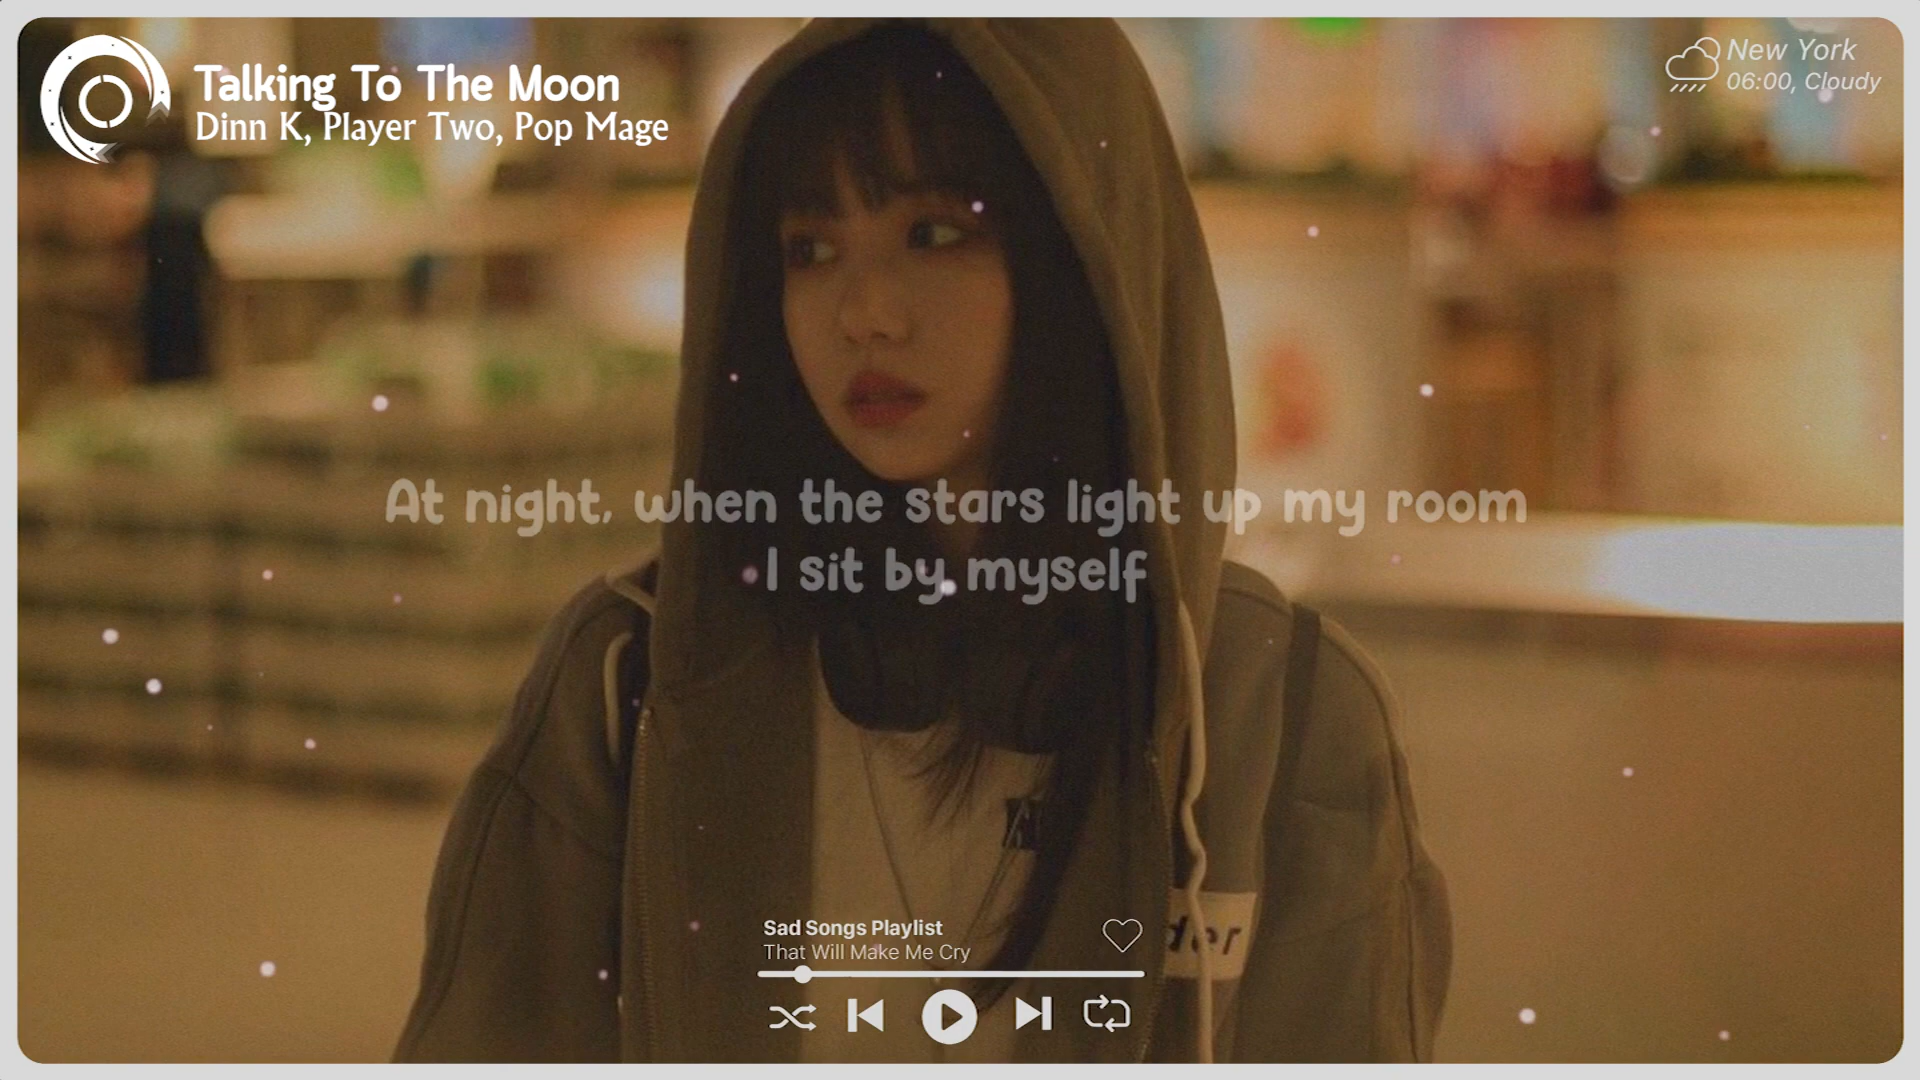 Talking To The Moon
Dinn K, Player Two, Pop Mage
New York
06:00, Cloudy
At night, when the stars light up my room
I sit by myself
Sad Songs Playlist
That Will Make Me Cry
der